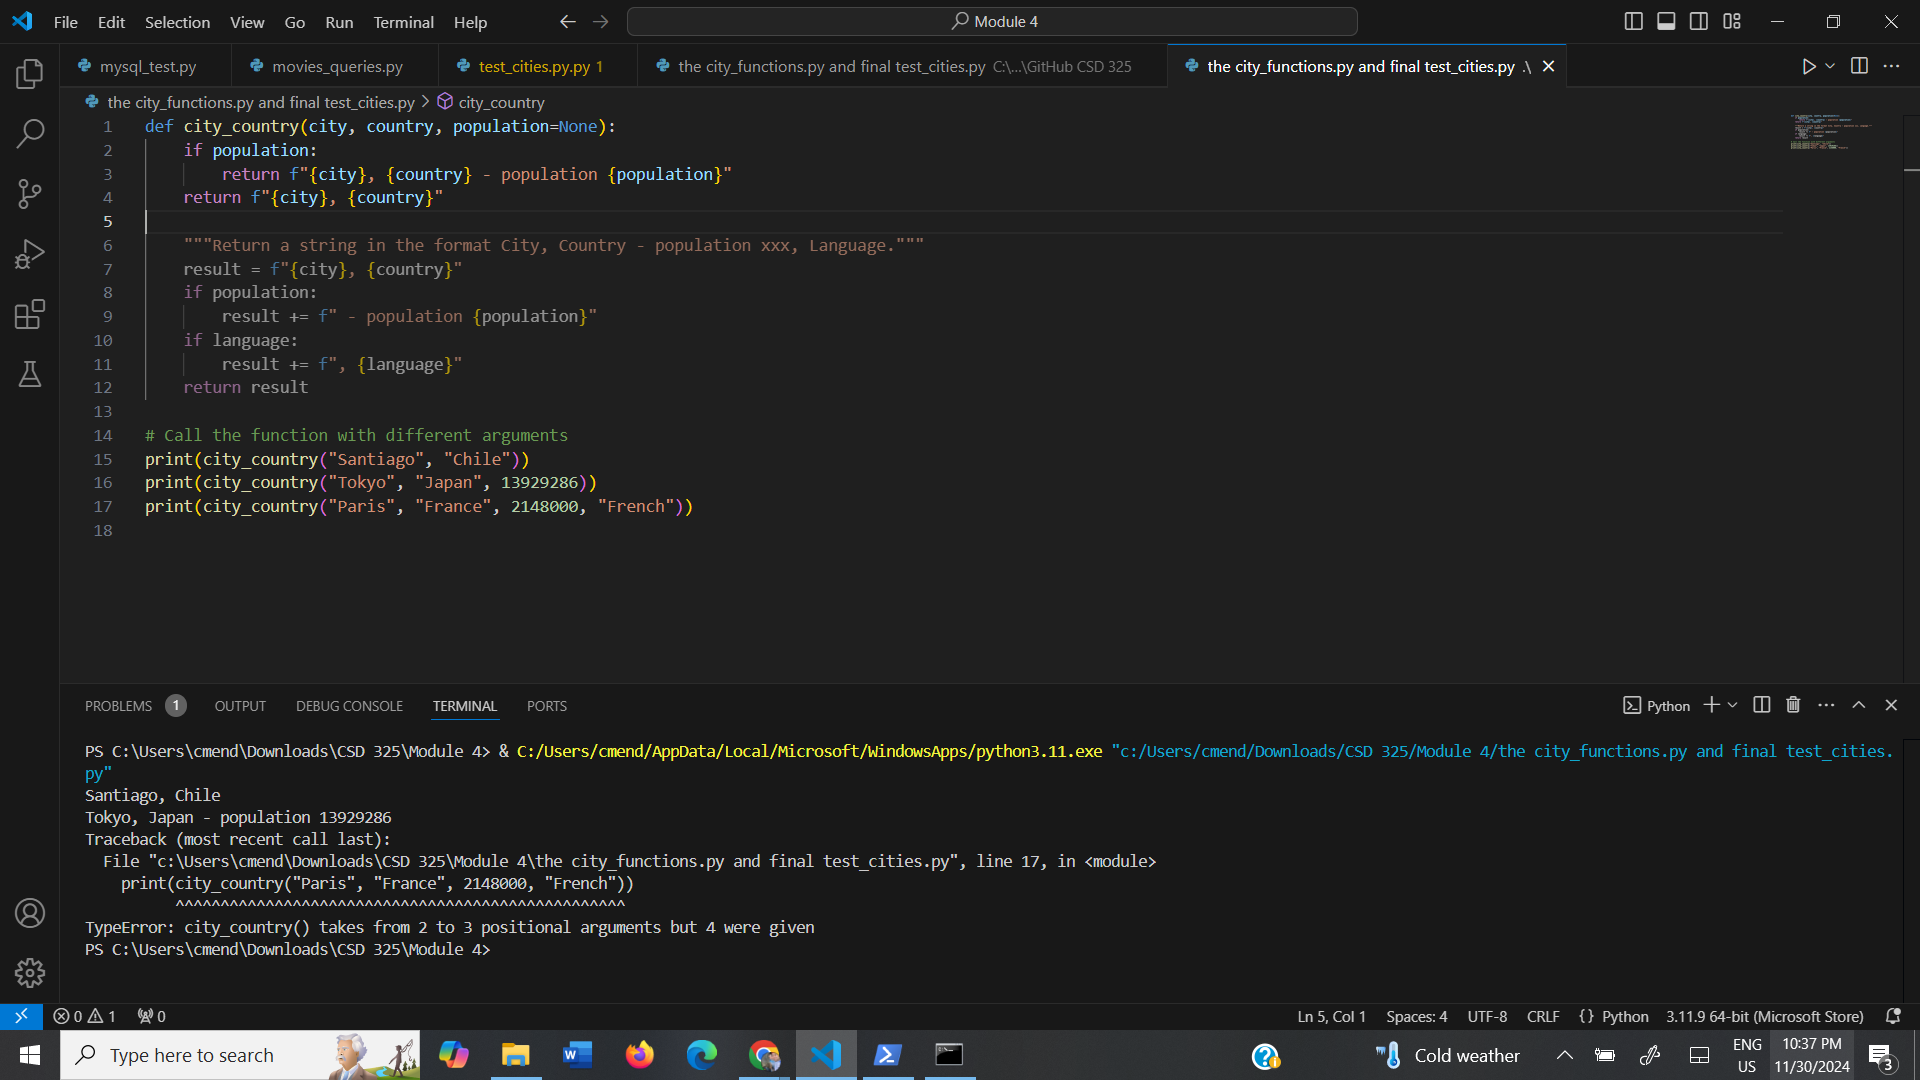 File Edit Selection View Go Run Terminal Help Module 4
mysql_test.py movies_queries.py test_cities.py.py 1 the city_functions.py and final test_cities.py C:\...\GitHub CSD 325 the city_functions.py and final test_cities.py .\
the city_functions.py and final test_cities.py > city_country
1 def city_country(city, country, population=None):
2     if population:
3         return f"{city}, {country} - population {population}"
4     return f"{city}, {country}"
5
6     """Return a string in the format City, Country - population xxx, Language."""
7     result = f"{city}, {country}"
8     if population:
9         result += f" - population {population}"
10     if language:
11         result += f", {language}"
12     return result
13
14 # Call the function with different arguments
15 print(city_country("Santiago", "Chile"))
16 print(city_country("Tokyo", "Japan", 13929286))
17 print(city_country("Paris", "France", 2148000, "French"))
18
PROBLEMS 1 OUTPUT DEBUG CONSOLE TERMINAL PORTS Python
PS C:\Users\cmend\Downloads\CSD 325\Module 4> & C:/Users/cmend/AppData/Local/Microsoft/WindowsApps/python3.11.exe "c:/Users/cmend/Downloads/CSD 325/Module 4/the city_functions.py and final test_cities.
py"
Santiago, Chile
Tokyo, Japan - population 13929286
Traceback (most recent call last):
  File "c:\Users\cmend\Downloads\CSD 325\Module 4\the city_functions.py and final test_cities.py", line 17, in <module>
    print(city_country("Paris", "France", 2148000, "French"))
          ^^^^^^^^^^^^^^^^^^^^^^^^^^^^^^^^^^^^^^^^^^^^^^^^^^
TypeError: city_country() takes from 2 to 3 positional arguments but 4 were given
PS C:\Users\cmend\Downloads\CSD 325\Module 4>
0 1 0 Ln 5, Col 1 Spaces: 4 UTF-8 CRLF {} Python 3.11.9 64-bit (Microsoft Store)
Type here to search Cold weather ENG US 10:37 PM 11/30/2024 3